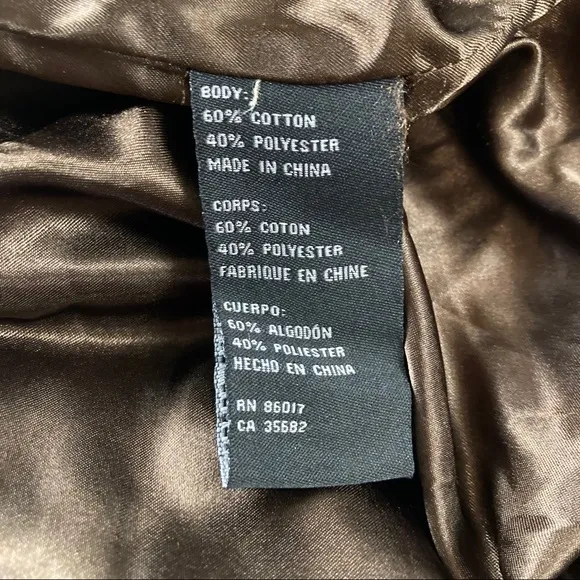 BODY:
60% COTTON
40% POLYESTER
MADE IN CHINA
CORPS:
60% COTON
40% POLYESTER
FABRIQUE EN CHINE
CUERPO:
60% ALGODÓN
40% POLIESTER
HECHO EN CHINA
RN 86017
CA 35582